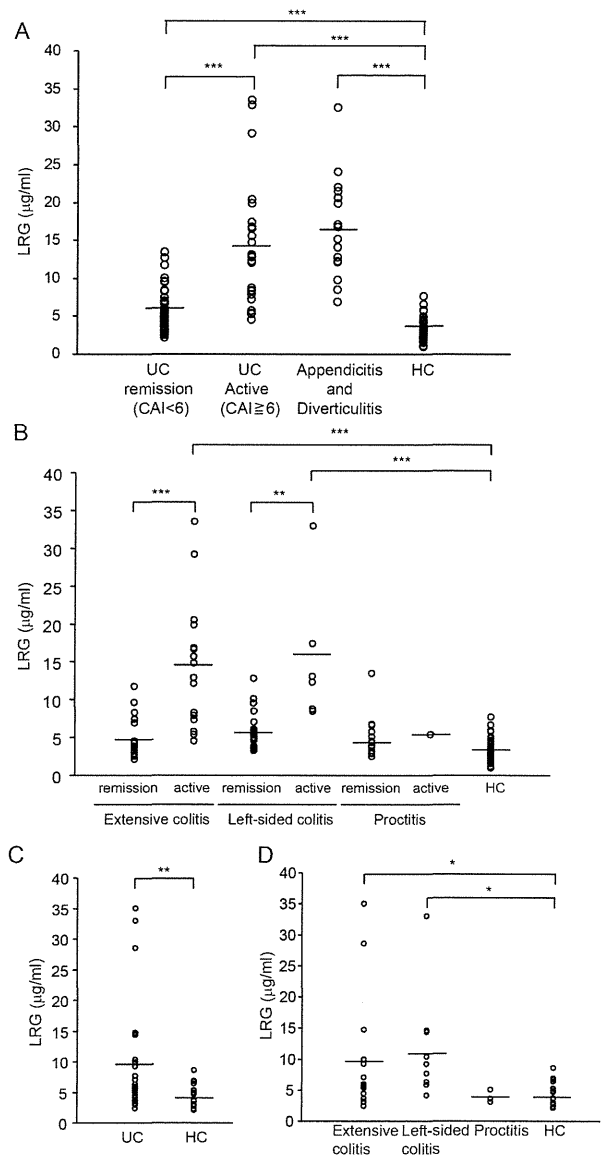 A
***
***
*** ***
40
35
30
25
20
15
10
5
0
LRG (μg/ml)
UC remission (CAI<6)
UC Active (CAI≧6)
Appendicitis and Diverticulitis
HC
B
***
***
*** **
40
35
30
25
20
15
10
5
0
LRG (μg/ml)
remission active remission active remission active HC
Extensive colitis Left-sided colitis Proctitis
C
**
40
35
30
25
20
15
10
5
0
LRG (μg/ml)
UC HC
D
*
*
40
35
30
25
20
15
10
5
0
LRG (μg/ml)
Extensive colitis
Left-sided colitis
Proctitis
HC